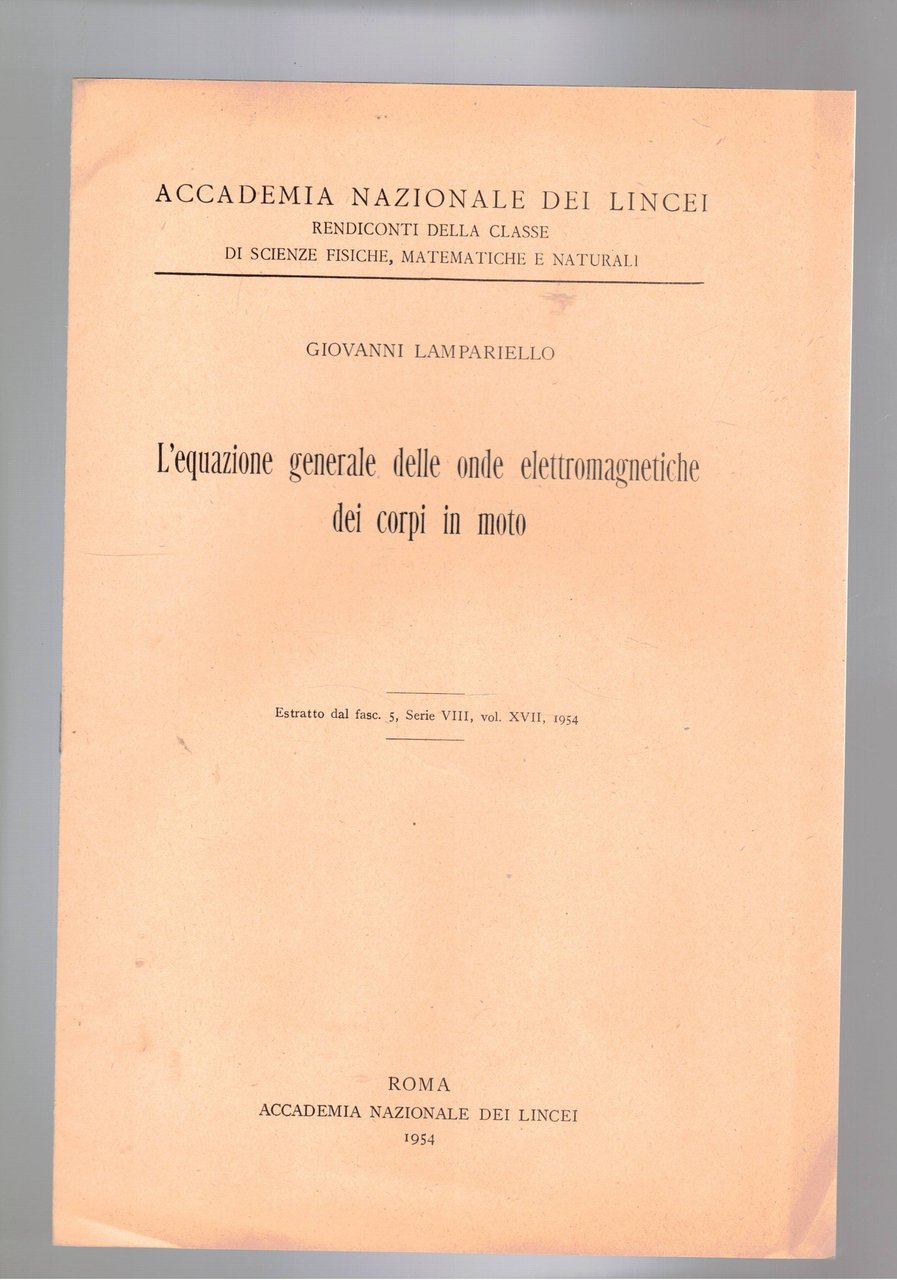 ACCADEMIA NAZIONALE DEI LINCEI
RENDICONTI DELLA CLASSE
DI SCIENZE FISICHE, MATEMATICHE E NATURALI
GIOVANNI LAMPARIELLO
L'equazione generale delle onde elettromagnetiche
dei corpi in moto
Estratto dal fasc. 5, Serie VIII, vol. XVII, 1954
ROMA
ACCADEMIA NAZIONALE DEI LINCEI
1954